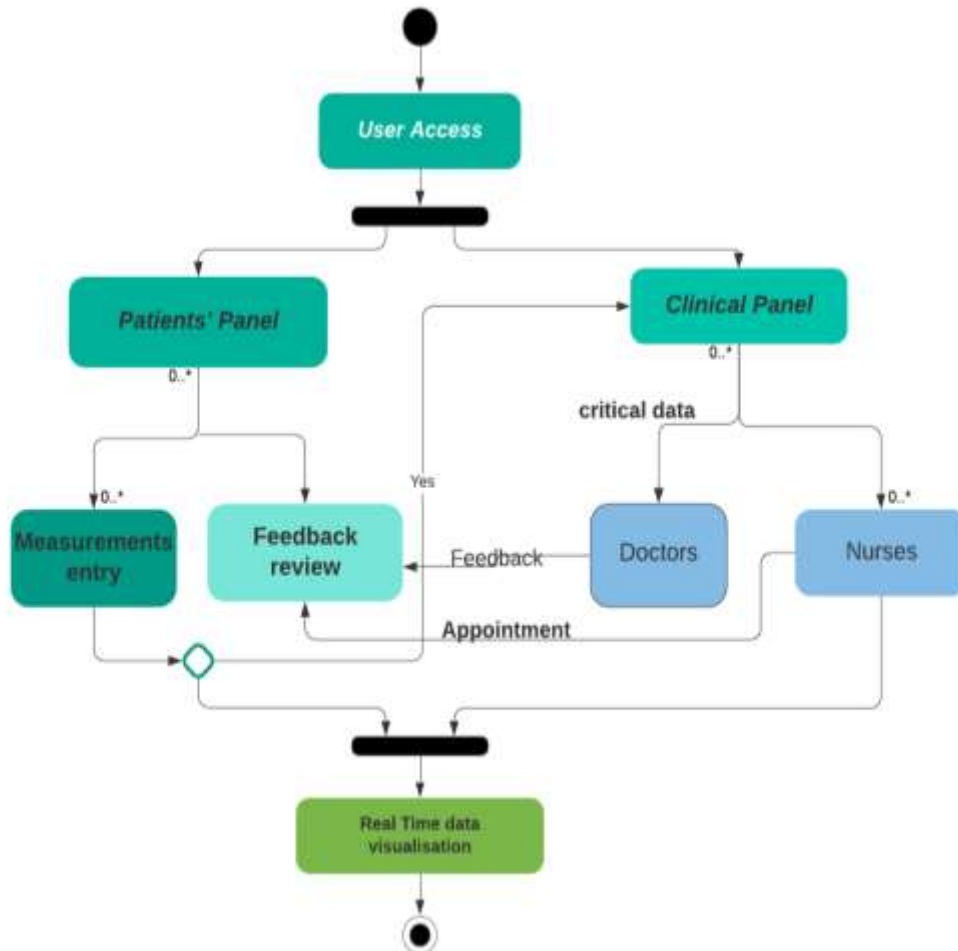 User Access
Patients' Panel
Clinical Panel
0..*
0..*
critical data
Yes
0..*
0..*
Measurements
entry
Feedback
review
Feedback
Doctors
Nurses
Appointment
Real Time data
visualisation